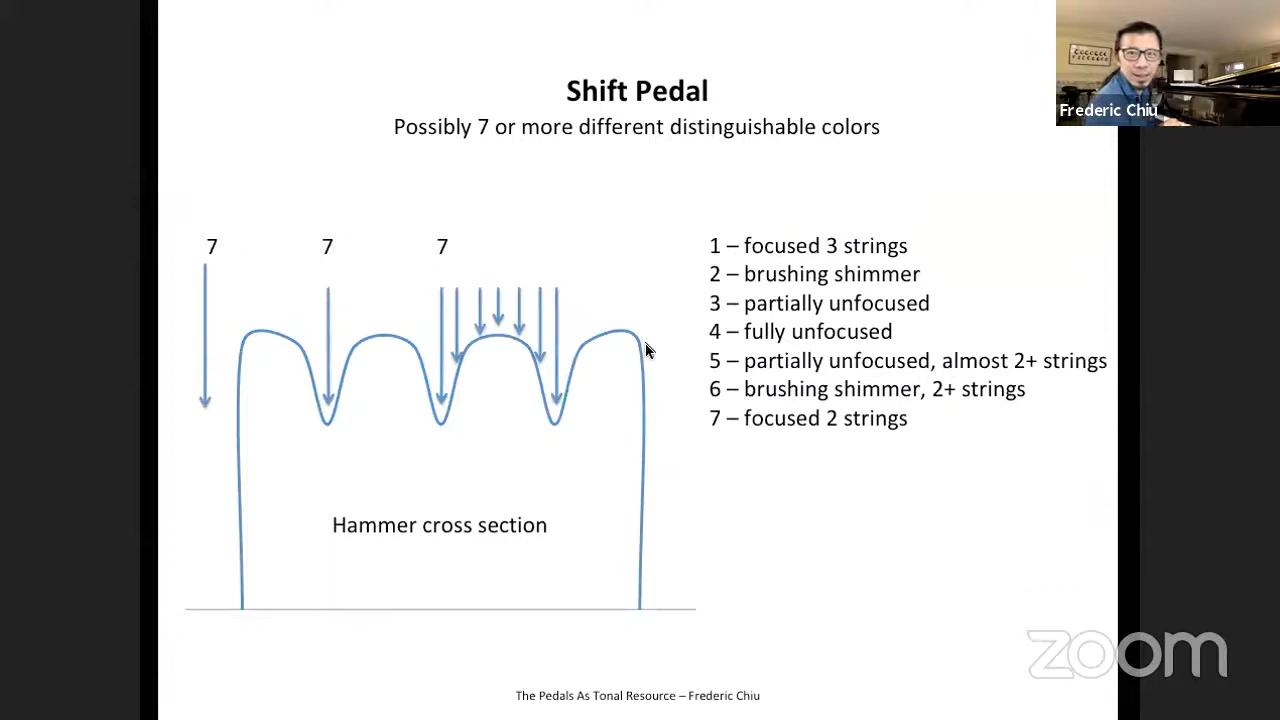 Shift Pedal
Possibly 7 or more different distinguishable colors
Frederic Chiu
7 7 7
1 – focused 3 strings
2 – brushing shimmer
3 – partially unfocused
4 – fully unfocused
5 – partially unfocused, almost 2+ strings
6 – brushing shimmer, 2+ strings
7 – focused 2 strings
Hammer cross section
zoom
The Pedals As Tonal Resource – Frederic Chiu